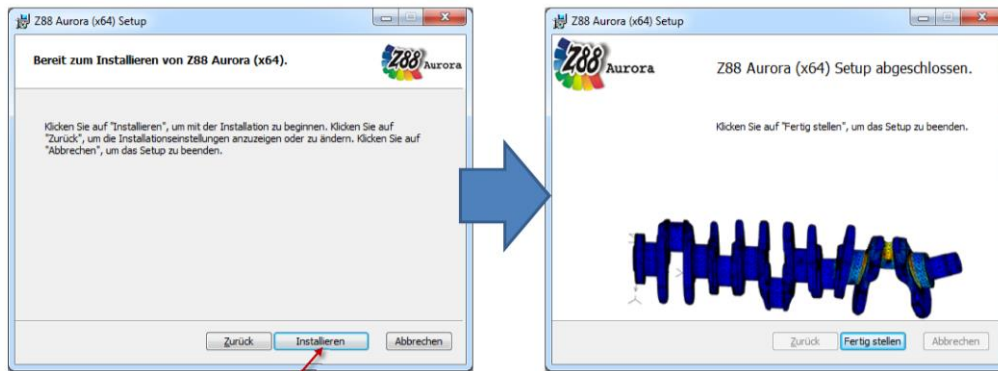 Z88 Aurora (x64) Setup
Bereit zum Installieren von Z88 Aurora (x64).
Z88 Aurora
Klicken Sie auf "Installieren", um mit der Installation zu beginnen. Klicken Sie auf
"Zurück", um die Installationseinstellungen anzuzeigen oder zu ändern. Klicken Sie auf
"Abbrechen", um das Setup zu beenden.
Zurück Installieren Abbrechen
Z88 Aurora (x64) Setup
Z88 Aurora
Z88 Aurora (x64) Setup abgeschlossen.
Klicken Sie auf "Fertig stellen", um das Setup zu beenden.
Zurück Fertig stellen Abbrechen